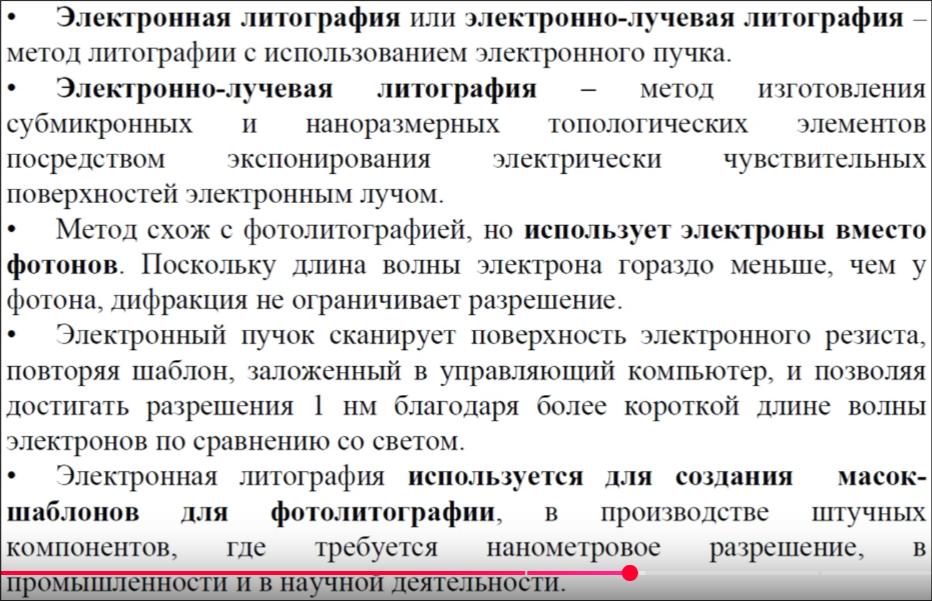 • Электронная литография или электронно-лучевая литография –
метод литографии с использованием электронного пучка.
• Электронно-лучевая литография – метод изготовления
субмикронных и наноразмерных топологических элементов
посредством экспонирования электрически чувствительных
поверхностей электронным лучом.
• Метод схож с фотолитографией, но использует электроны вместо
фотонов. Поскольку длина волны электрона гораздо меньше, чем у
фотона, дифракция не ограничивает разрешение.
• Электронный пучок сканирует поверхность электронного резиста,
повторяя шаблон, заложенный в управляющий компьютер, и позволяя
достигать разрешения 1 нм благодаря более короткой длине волны
электронов по сравнению со светом.
• Электронная литография используется для создания масок-
шаблонов для фотолитографии, в производстве штучных
компонентов, где требуется нанометровое разрешение, в
промышленности и в научной деятельности.